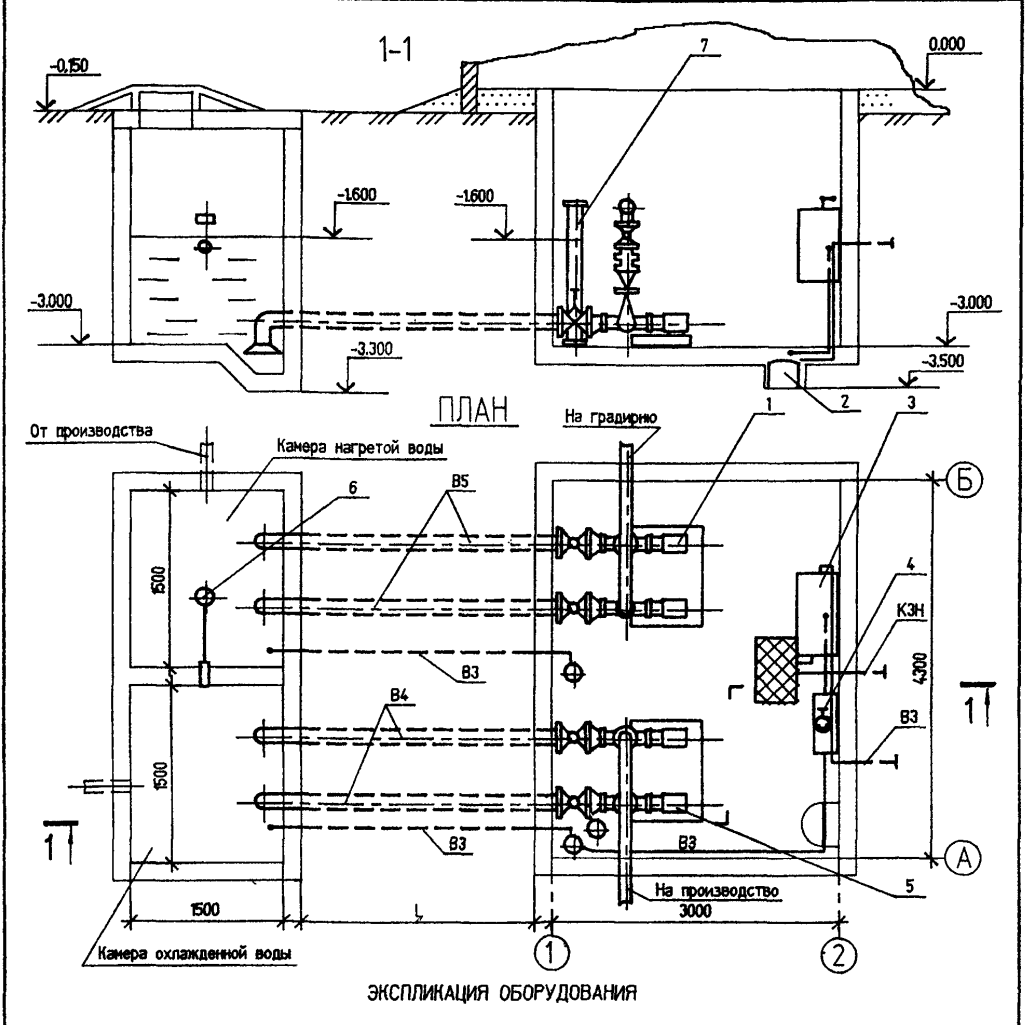 1-1
7
0.000
-0,150
-1.600
-1.600
-3.000
-3.000
-3.300
-3.500
2
ПЛАН
1
3
На градирню
От производства
Камера нагретой воды
Б
6
В5
4
1500
КЗН
В3
4300
1
В4
В3
1500
1
В3
В3
А
5
На производство
1500
L
3000
Камера охлажденной воды
1
2
ЭКСПЛИКАЦИЯ ОБОРУДОВАНИЯ